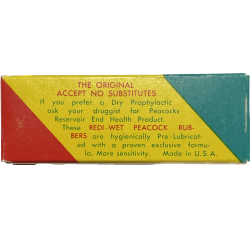 THE ORIGINAL
ACCEPT NO SUBSTITUTES
If you prefer a Dry Prophylactic
ask your druggist for Peacocks
Reservoir End Health Product.
These REDI-WET PEACOCK RUB-
BERS are hygienically Pre-Lubricat-
ed with a proven exclusive formu-
la. More sensitivity. Made in U.S.A.